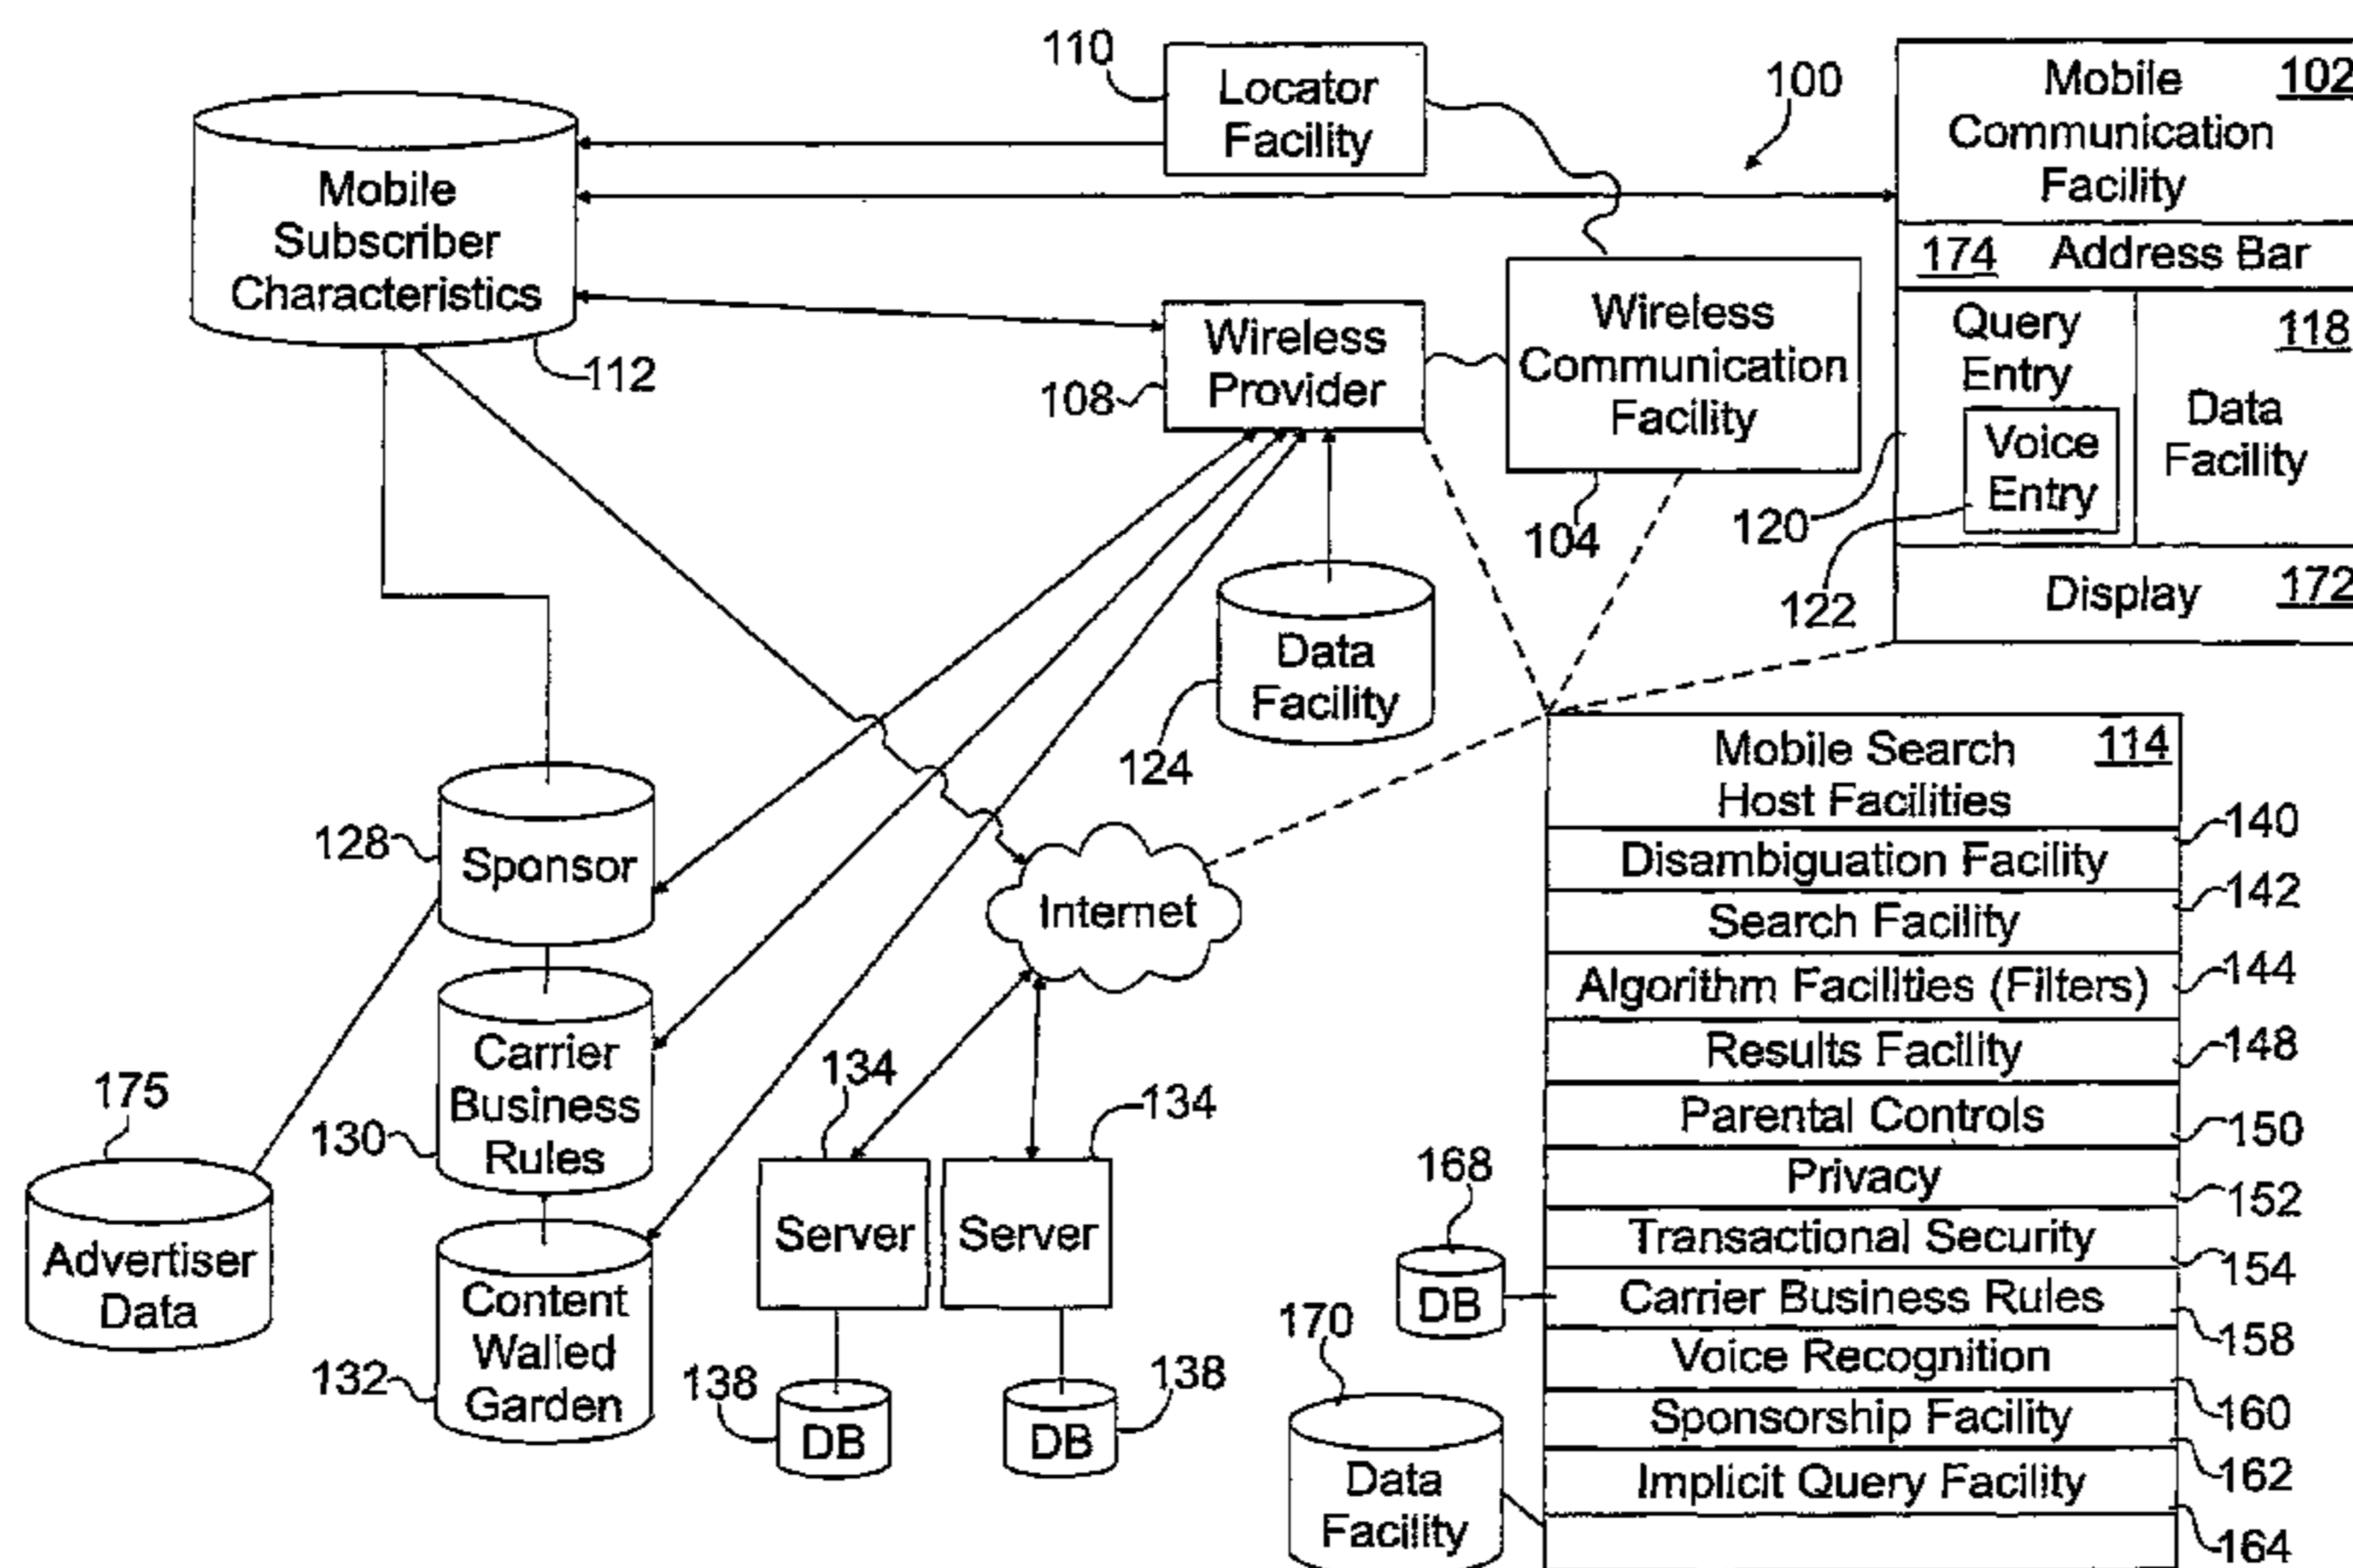 110
Locator
Facility
100
Mobile
Communication
Facility
102
174
Address Bar
Query
Entry
118
Data
Facility
Voice
Entry
120
122
Display
172
Mobile
Subscriber
Characteristics
112
Wireless
Provider
108
Wireless
Communication
Facility
104
Data
Facility
124
Mobile Search
Host Facilities
114
140
Disambiguation Facility
142
Search Facility
144
Algorithm Facilities (Filters)
148
Results Facility
150
Parental Controls
152
Privacy
154
Transactional Security
158
Carrier Business Rules
160
Voice Recognition
162
Sponsorship Facility
164
Implicit Query Facility
168
DB
170
Data
Facility
128
Sponsor
Internet
130
Carrier
Business
Rules
175
Advertiser
Data
132
Content
Walled
Garden
134
Server
134
Server
138
DB
138
DB